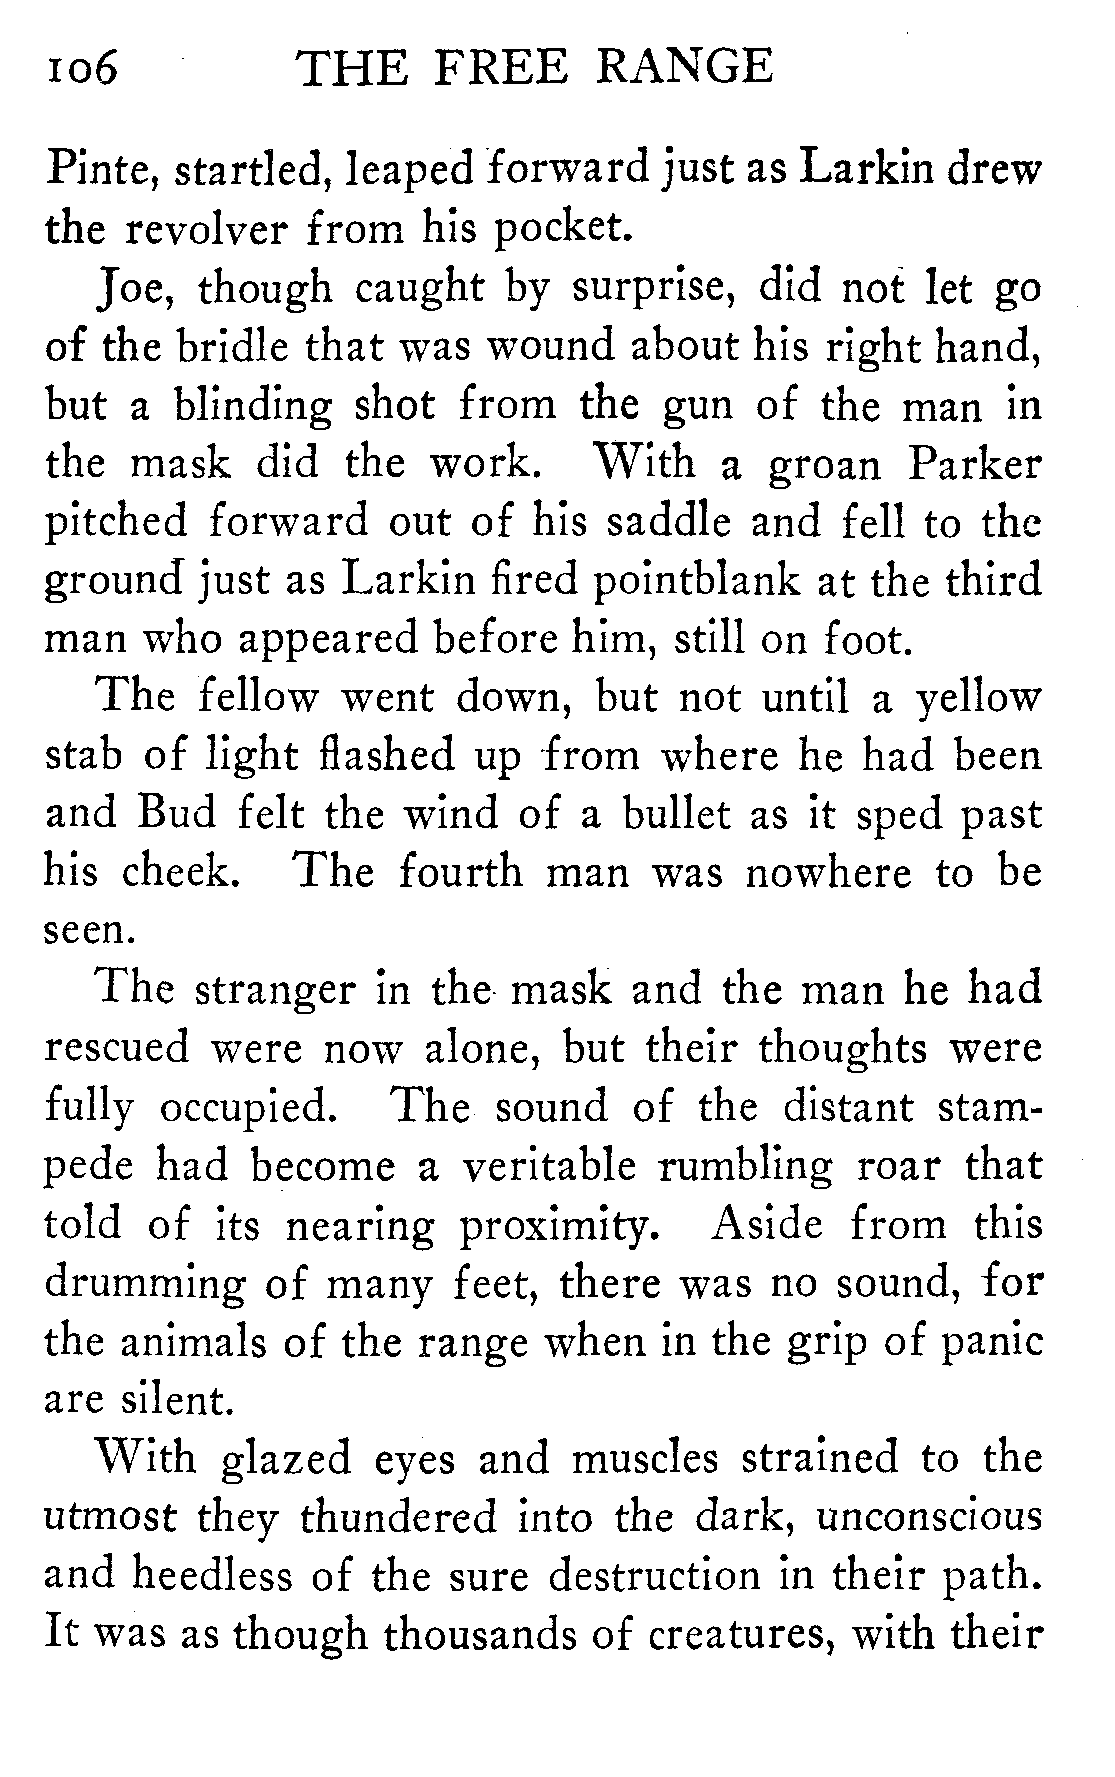 106 THE FREE RANGE
Pinte, startled, leaped forward just as Larkin drew
the revolver from his pocket.
Joe, though caught by surprise, did not let go
of the bridle that was wound about his right hand,
but a blinding shot from the gun of the man in
the mask did the work. With a groan Parker
pitched forward out of his saddle and fell to the
ground just as Larkin fired pointblank at the third
man who appeared before him, still on foot.
The fellow went down, but not until a yellow
stab of light flashed up from where he had been
and Bud felt the wind of a bullet as it sped past
his cheek. The fourth man was nowhere to be
seen.
The stranger in the mask and the man he had
rescued were now alone, but their thoughts were
fully occupied. The sound of the distant stam-
pede had become a veritable rumbling roar that
told of its nearing proximity. Aside from this
drumming of many feet, there was no sound, for
the animals of the range when in the grip of panic
are silent.
With glazed eyes and muscles strained to the
utmost they thundered into the dark, unconscious
and heedless of the sure destruction in their path.
It was as though thousands of creatures, with their